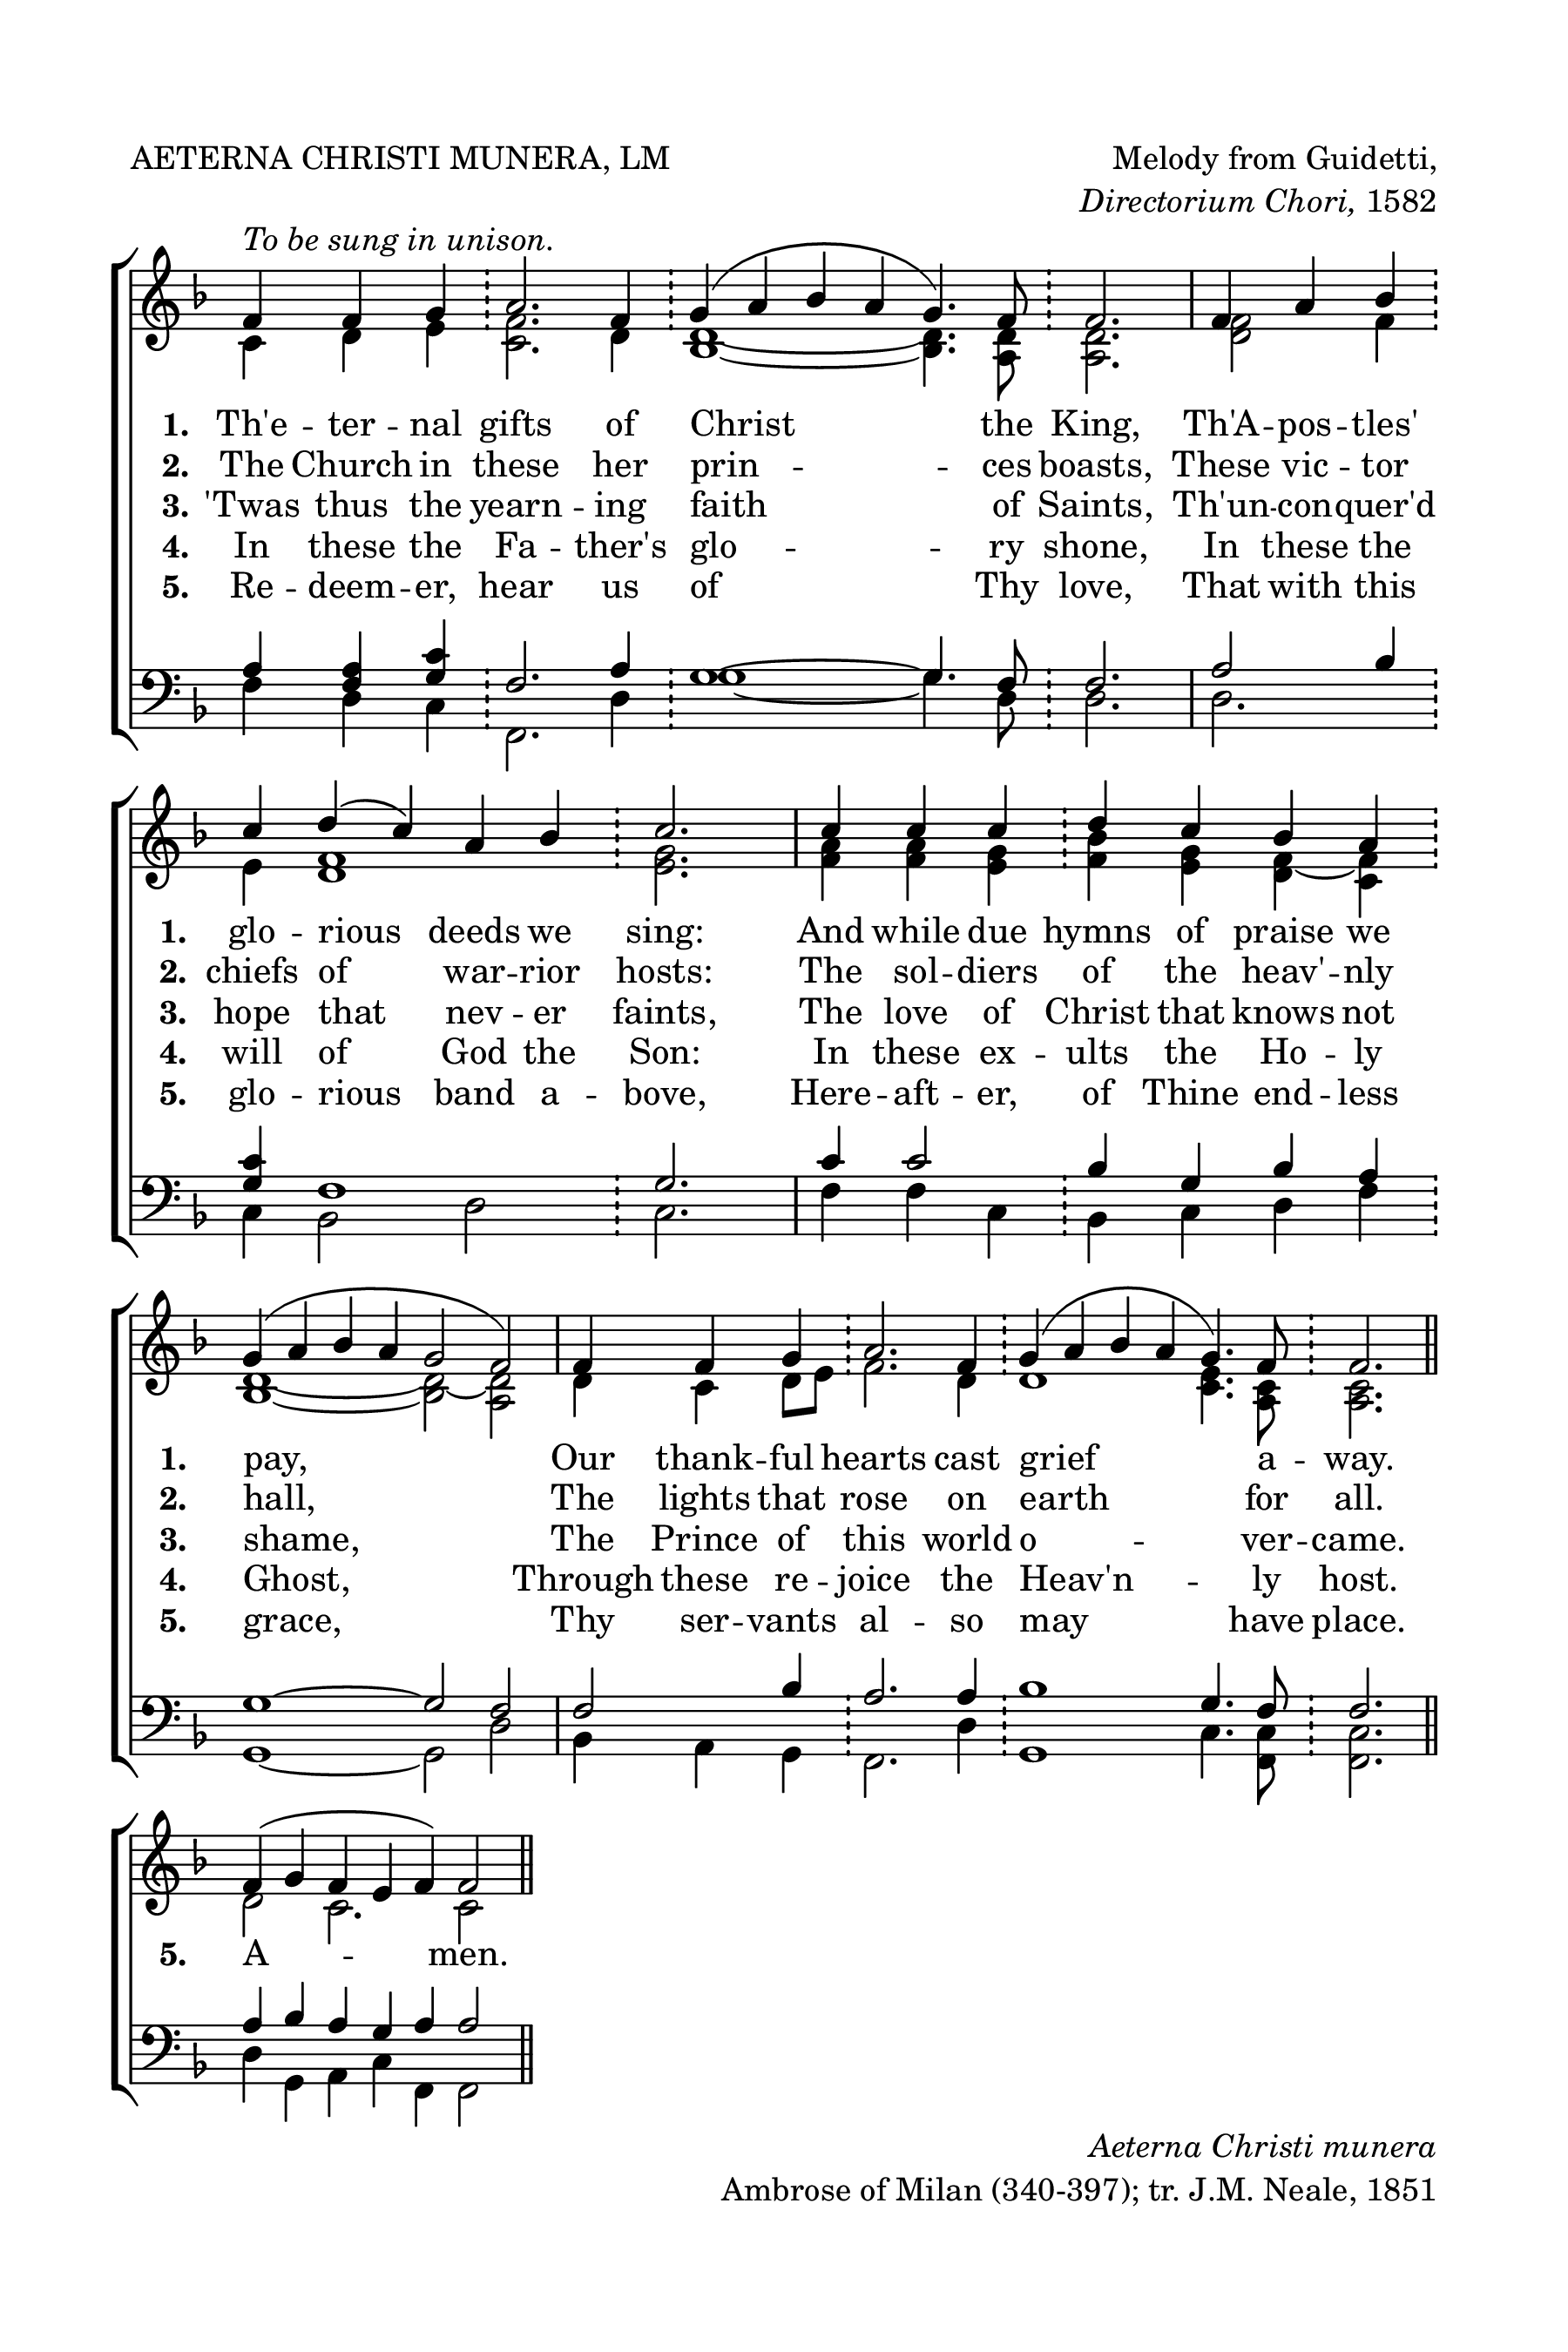 AETERNA CHRISTI MUNERA, LM
Melody from Guidetti,
Directorium Chori, 1582
To be sung in unison.
1. Th'e -- ter -- nal gifts of Christ the King, Th'A -- pos -- tles'
2. The Church in these her prin -- ces boasts, These vic -- tor
3. 'Twas thus the yearn -- ing faith of Saints, Th'un -- con -- quer'd
4. In these the Fa -- ther's glo -- ry shone, In these the
5. Re -- deem -- er, hear us of Thy love, That with this
1. glo -- rious deeds we sing: And while due hymns of praise we
2. chiefs of war -- rior hosts: The sol -- diers of the heav' -- nly
3. hope that nev -- er faints, The love of Christ that knows not
4. will of God the Son: In these ex -- ults the Ho -- ly
5. glo -- rious band a -- bove, Here -- aft -- er, of Thine end -- less
1. pay, Our thank -- ful hearts cast grief a -- way.
2. hall, The lights that rose on earth for all.
3. shame, The Prince of this world o -- ver -- came.
4. Ghost, Through these re -- joice the Heav'n -- ly host.
5. grace, Thy ser -- vants al -- so may have place.
5. A -- men.
Aeterna Christi munera
Ambrose of Milan (340-397); tr. J.M. Neale, 1851